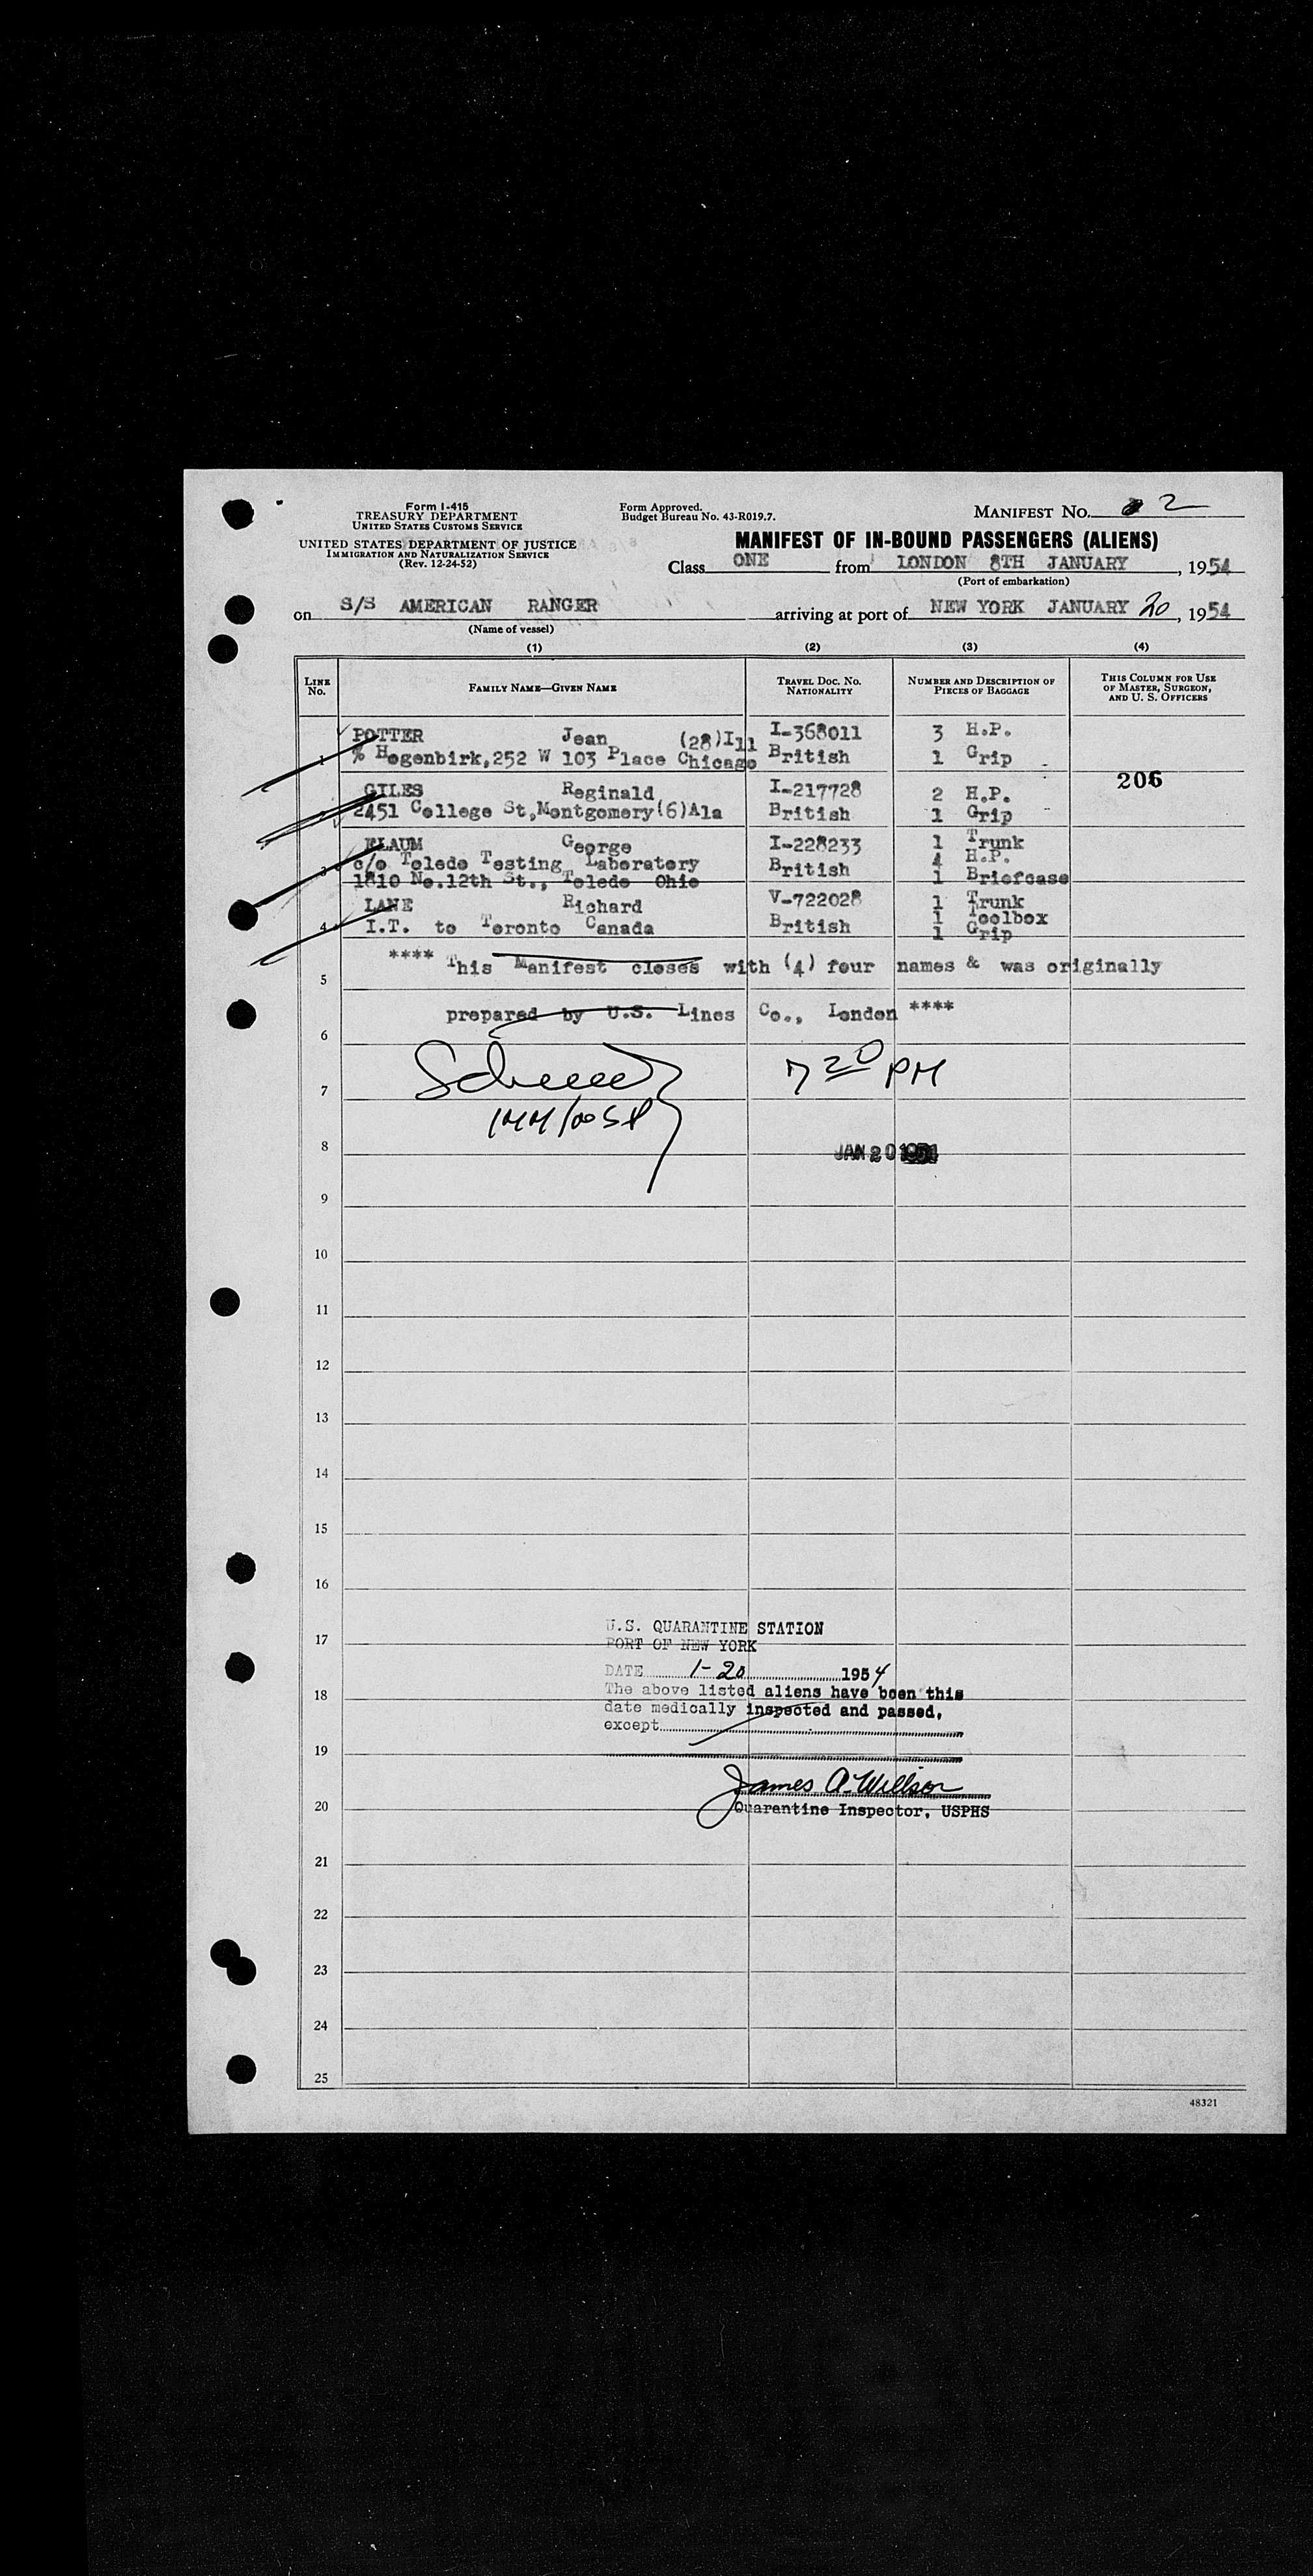 Form I-415
TREASURY DEPARTMENT
UNITED STATES CUSTOMS SERVICE
UNITED STATES DEPARTMENT OF JUSTICE
IMMIGRATION AND NATURALIZATION SERVICE
(Rev. 12-24-52)
Form Approved.
Budget Bureau No. 43-R019.7.
MANIFEST NO. 2
MANIFEST OF IN-BOUND PASSENGERS (ALIENS)
Class ONE from LONDON 8TH JANUARY, 1954
(Port of embarkation)
on S/S AMERICAN RANGER arriving at port of NEW YORK JANUARY 20, 1954
(Name of vessel)
(1) (2) (3) (4)
LINE NO. FAMILY NAME—GIVEN NAME TRAVEL DOC. NO. NATIONALITY NUMBER AND DESCRIPTION OF PIECES OF BAGGAGE THIS COLUMN FOR USE OF MASTER, SURGEON, AND U. S. OFFICERS
POTTER Jean (28)Ill I-368011 3 H.P.
1 % Hogenbirk,252 W 103 Place Chicago British 1 Grip
206
GILES Reginald I-217728 2 H.P.
2451 College St,Montgomery(6)Ala British 1 Grip
George I-228233 1 Trunk
3 c/o Toledo Testing Laboratory British 4 H.P.
1810 No.12th St., Toledo Ohio 1 Briefcase
LANE Richard V-722028 1 Trunk
4 I.T. to Toronto Canada British 1 Toolbox
1 Grip
**** This Manifest closes with (4) four names & was originally
5
prepared by U.S. Lines Co., London ****
6
7 20 PM
7
JAN 20 1954
8
9
10
11
12
13
14
15
16
U.S. QUARANTINE STATION
17 PORT OF NEW YORK
DATE 1-20 1954
The above listed aliens have been this
18 date medically inspected and passed,
except
19
James A. Willson
20 Quarantine Inspector, USPHS
21
22
23
24
25
48321